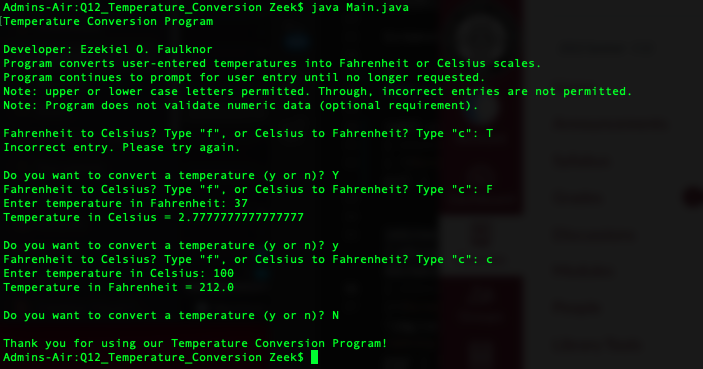 Admins-Air:Q12_Temperature_Conversion Zeek$ java Main.java
[Temperature Conversion Program
Developer: Ezekiel O. Faulknor
Program converts user-entered temperatures into Fahrenheit or Celsius scales.
Program continues to prompt for user entry until no longer requested.
Note: upper or lower case letters permitted. Through, incorrect entries are not permitted.
Note: Program does not validate numeric data (optional requirement).
Fahrenheit to Celsius? Type "f", or Celsius to Fahrenheit? Type "c": T
Incorrect entry. Please try again.
Do you want to convert a temperature (y or n)? Y
Fahrenheit to Celsius? Type "f", or Celsius to Fahrenheit? Type "c": F
Enter temperature in Fahrenheit: 37
Temperature in Celsius = 2.7777777777777777
Do you want to convert a temperature (y or n)? y
Fahrenheit to Celsius? Type "f", or Celsius to Fahrenheit? Type "c": c
Enter temperature in Celsius: 100
Temperature in Fahrenheit = 212.0
Do you want to convert a temperature (y or n)? N
Thank you for using our Temperature Conversion Program!
Admins-Air:Q12_Temperature_Conversion Zeek$